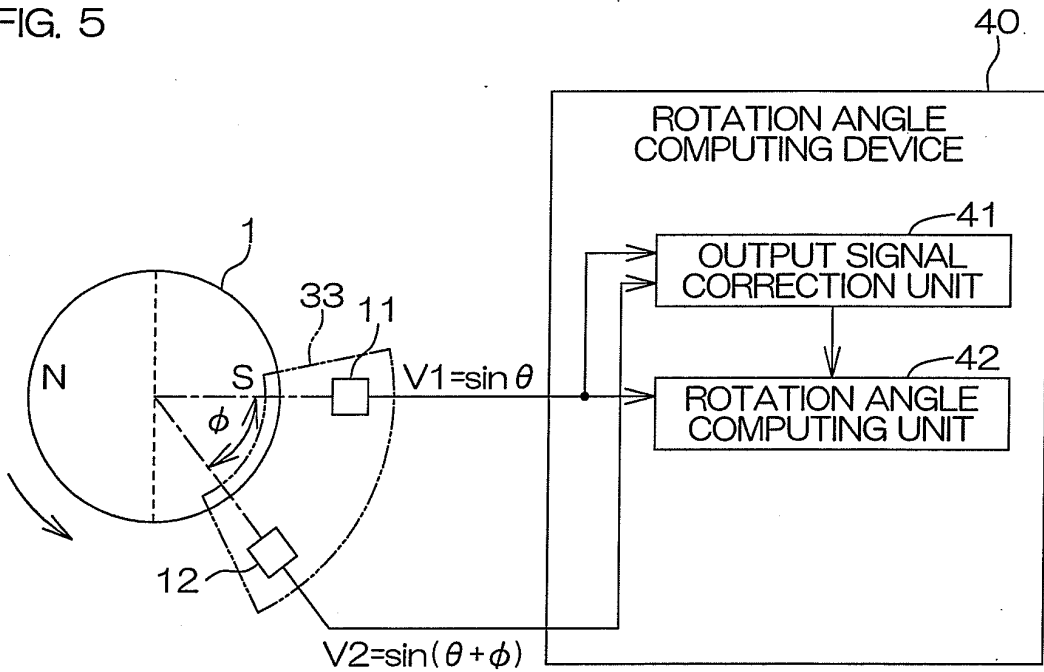 FIG. 5
40
ROTATION ANGLE
COMPUTING DEVICE
1
41
OUTPUT SIGNAL
CORRECTION UNIT
33
11
N
S
V1=sin θ
42
ROTATION ANGLE
COMPUTING UNIT
ϕ
12
V2=sin(θ+ϕ)